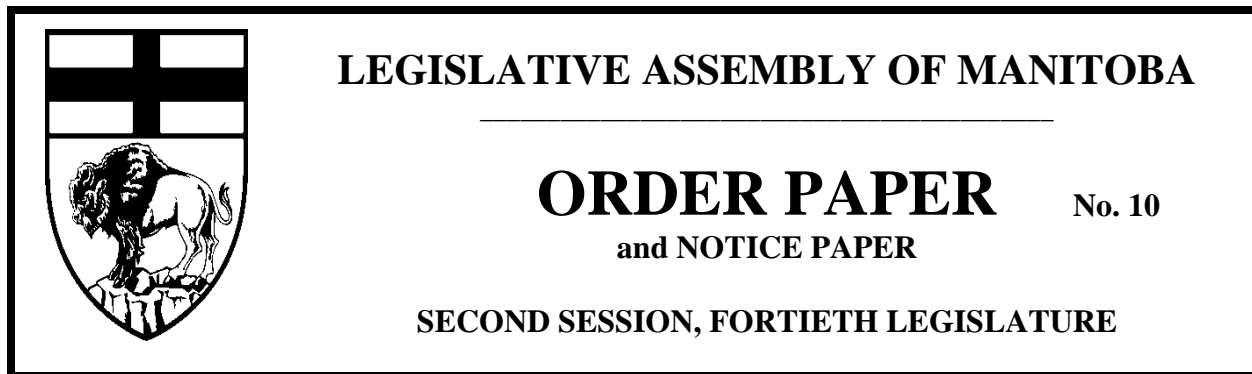 LEGISLATIVE ASSEMBLY OF MANITOBA
ORDER PAPER No. 10
and NOTICE PAPER
SECOND SESSION, FORTIETH LEGISLATURE